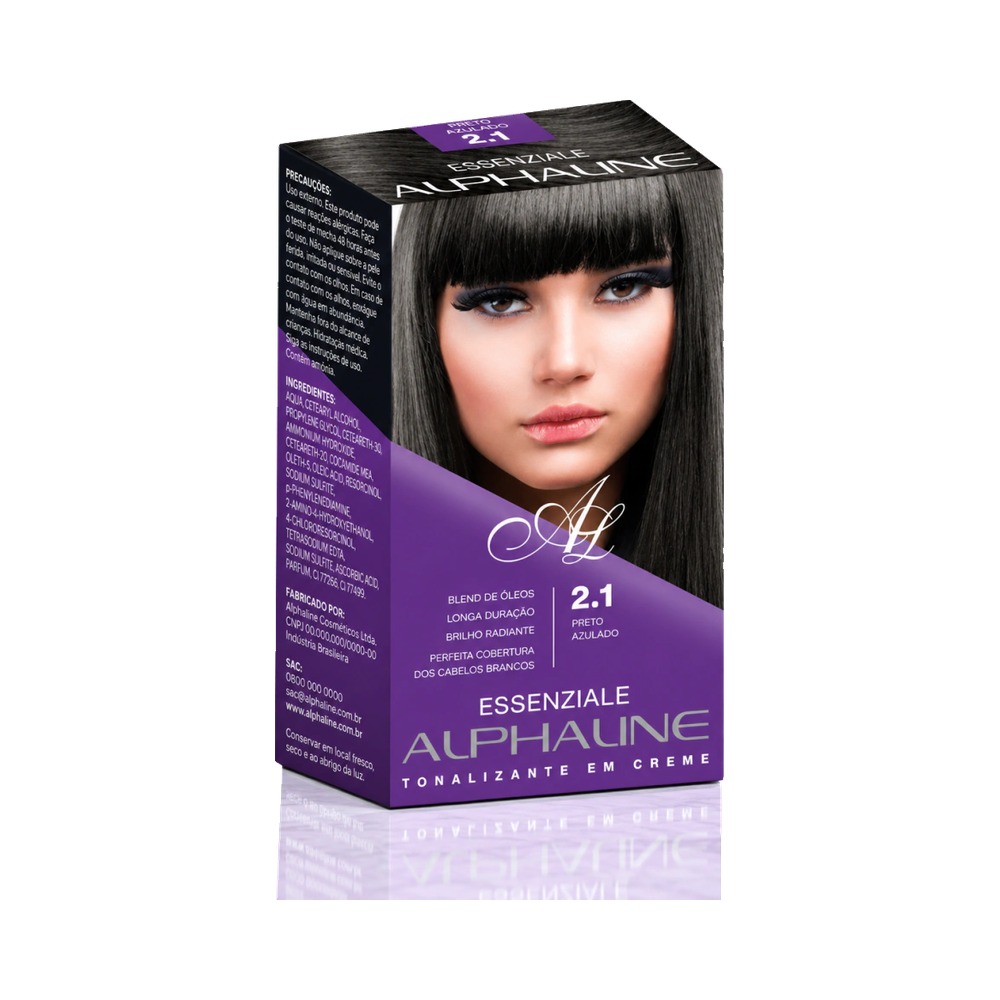 PRETO
AZULADO
2.1
ESSENZIALE
ALPHALINE
PRECAUÇÕES:
Uso externo. Este produto pode
causar reações alérgicas. Faça
o teste de mecha 48 horas antes
do uso. Não aplique sobre a pele
ferida, irritada ou sensível. Evite o
contato com os olhos. Em caso de
contato com os alhos, enxágue
com água em abundância.
Mantenha fora do alcance de
crianças. Hidratação médica.
Siga as instruções de uso.
Contém amônia.
INGREDIENTES:
AQUA, CETEARYL ALCOHOL,
PROPYLENE GLYCOL, CETEARETH-30,
AMMONIUM HYDROXIDE,
CETEARETH-20, COCAMIDE MEA,
OLETH-5, OLEIC ACID, RESORCINOL,
SODIUM SULFITE,
p-PHENYLENEDIAMINE,
2-AMINO-4-HYDROXYETHANOL,
4-CHLORORESORCINOL,
TETRASODIUM EDTA,
SODIUM SULFITE, ASCORBIC ACID,
PARFUM, CI 77266, CI 77499.
FABRICADO POR:
Alphaline Cosméticos Ltda.
CNPJ 00.000.000/0000-00
Indústria Brasileira
SAC:
0800 000 0000
sac@alphaline.com.br
www.alphaline.com.br
Conservar em local fresco,
seco e ao abrigo da luz.
AL
BLEND DE ÓLEOS
LONGA DURAÇÃO
BRILHO RADIANTE
PERFEITA COBERTURA
DOS CABELOS BRANCOS
2.1
PRETO
AZULADO
ESSENZIALE
ALPHALINE
TONALIZANTE EM CREME